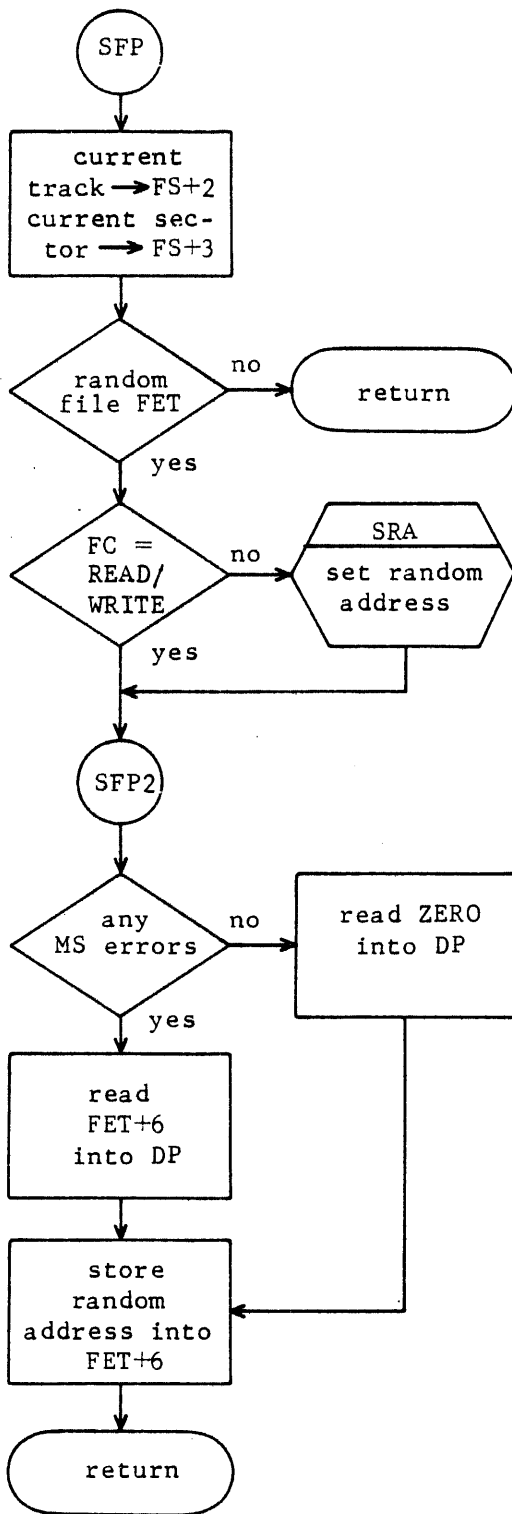 SFP
current
track → FS+2
current sec-
tor → FS+3
random
file FET
no
return
yes
FC =
READ/
WRITE
no
SRA
set random
address
yes
SFP2
any
MS errors
no
read ZERO
into DP
yes
read
FET+6
into DP
store
random
address into
FET+6
return